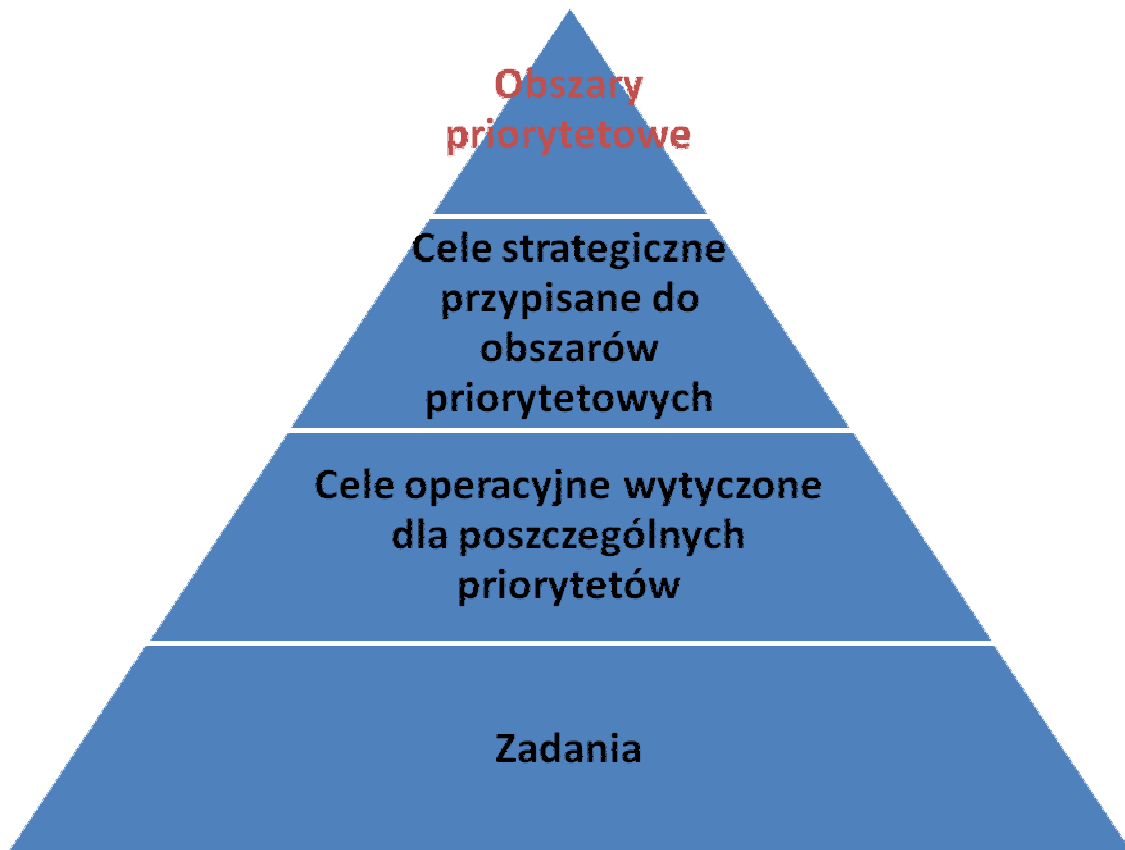 Obszary
priorytetowe
Cele strategiczne
przypisane do
obszarów
priorytetowych
Cele operacyjne wytyczone
dla poszczególnych
priorytetów
Zadania